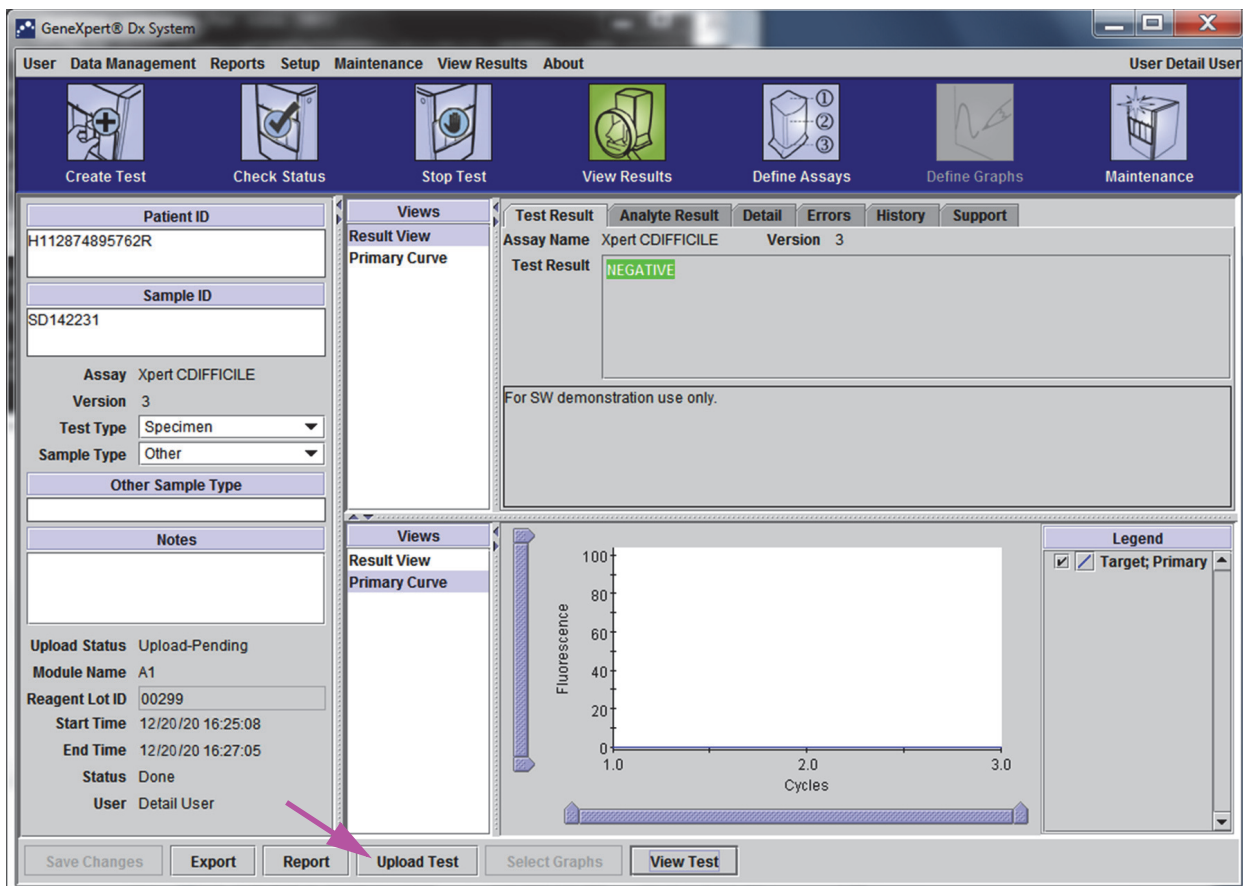 GeneXpert® Dx System
User Data Management Reports Setup Maintenance View Results About User Detail User
Create Test Check Status Stop Test View Results Define Assays Define Graphs Maintenance
① ② ③
Patient ID
H112874895762R
Sample ID
SD142231
Assay Xpert CDIFFICILE
Version 3
Test Type Specimen
Sample Type Other
Other Sample Type
Notes
Upload Status Upload-Pending
Module Name A1
Reagent Lot ID 00299
Start Time 12/20/20 16:25:08
End Time 12/20/20 16:27:05
Status Done
User Detail User
Views
Result View
Primary Curve
Test Result Analyte Result Detail Errors History Support
Assay Name Xpert CDIFFICILE Version 3
Test Result NEGATIVE
For SW demonstration use only.
Views
Result View
Primary Curve
Fluorescence
100
80
60
40
20
0
1.0 2.0 3.0
Cycles
Legend
Target; Primary
Save Changes Export Report Upload Test Select Graphs View Test